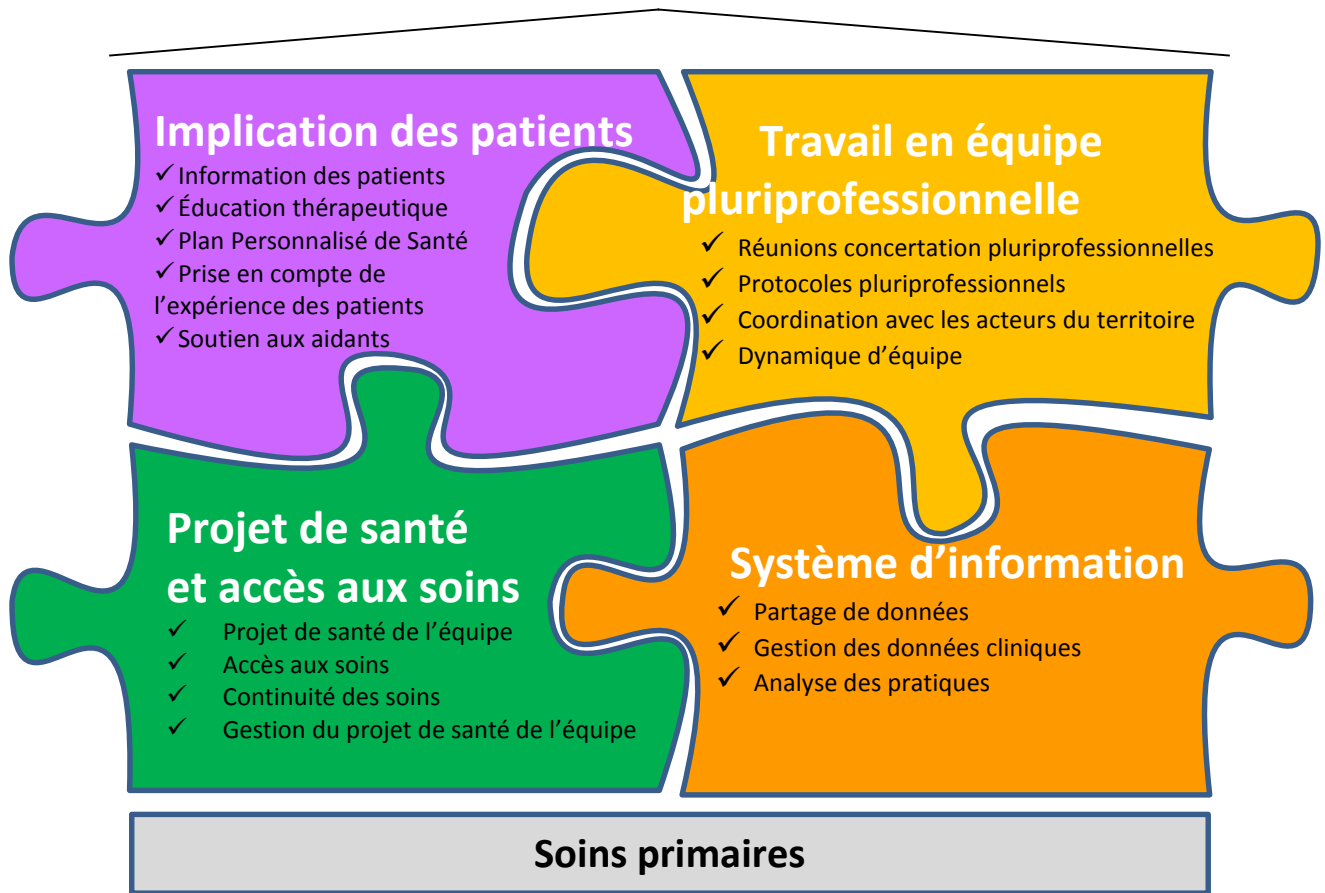 Implication des patients
✓ Information des patients
✓ Éducation thérapeutique
✓ Plan Personnalisé de Santé
✓ Prise en compte de
l’expérience des patients
✓ Soutien aux aidants
Travail en équipe
pluriprofessionnelle
✓ Réunions concertation pluriprofessionnelles
✓ Protocoles pluriprofessionnels
✓ Coordination avec les acteurs du territoire
✓ Dynamique d’équipe
Projet de santé
et accès aux soins
✓ Projet de santé de l’équipe
✓ Accès aux soins
✓ Continuité des soins
✓ Gestion du projet de santé de l’équipe
Système d’information
✓ Partage de données
✓ Gestion des données cliniques
✓ Analyse des pratiques
Soins primaires